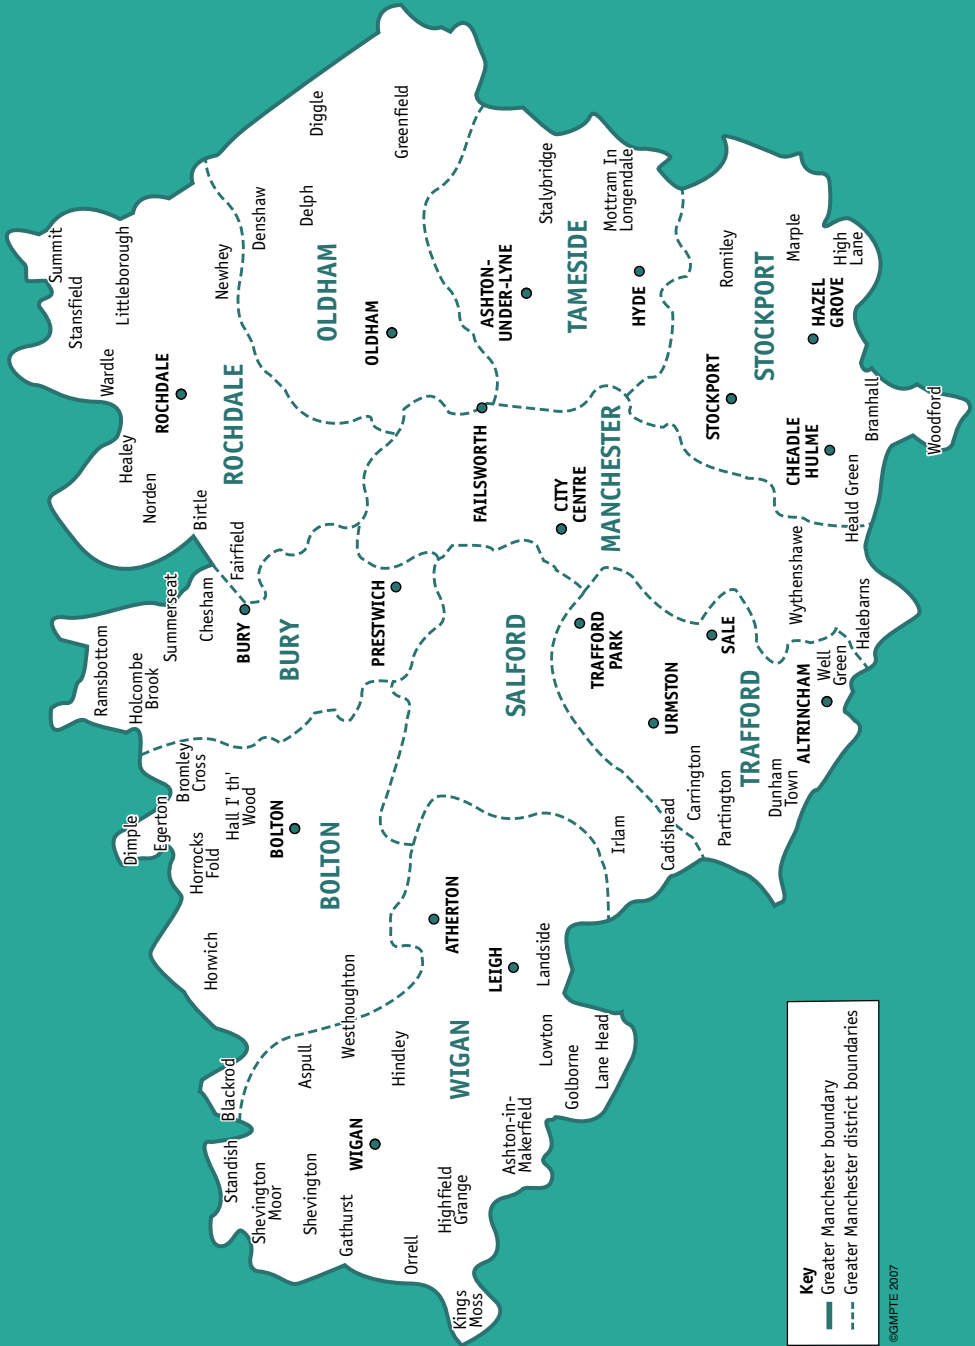 Ramsbottom
Holcombe
Brook
Summerseat
Chesham
BURY
Fairfield
BURY
PRESTWICH
Summit
Stansfield
Littleborough
Wardle
ROCHDALE
Healey
Norden
Birtle
Newhey
ROCHDALE
Denshaw
Diggle
Delph
Greenfield
OLDHAM
OLDHAM
Dimple
Egerton
Bromley
Cross
Horrocks
Fold
Hall I' th'
Wood
Horwich
BOLTON
BOLTON
Westhoughton
Blackrod
Standish
Shevington
Moor
Shevington
Gathurst
Aspull
Hindley
WIGAN
Orrell
Highfield
Grange
Kings
Moss
WIGAN
ATHERTON
LEIGH
Landside
Ashton-in-
Makerfield
Lowton
Golborne
Lane Head
SALFORD
Irlam
Cadishead
FAILSWORTH
CITY
CENTRE
MANCHESTER
Wythenshawe
ASHTON-
UNDER-LYNE
Stalybridge
TAMESIDE
Mottram In
Longendale
HYDE
TRAFFORD
PARK
URMSTON
SALE
Carrington
Partington
TRAFFORD
Dunham
Town
ALTRINCHAM
Well
Green
Halebarns
Romiley
Marple
High
Lane
STOCKPORT
STOCKPORT
HAZEL
GROVE
CHEADLE
HULME
Heald Green
Bramhall
Woodford
Key
Greater Manchester boundary
Greater Manchester district boundaries
©GMPTE 2007